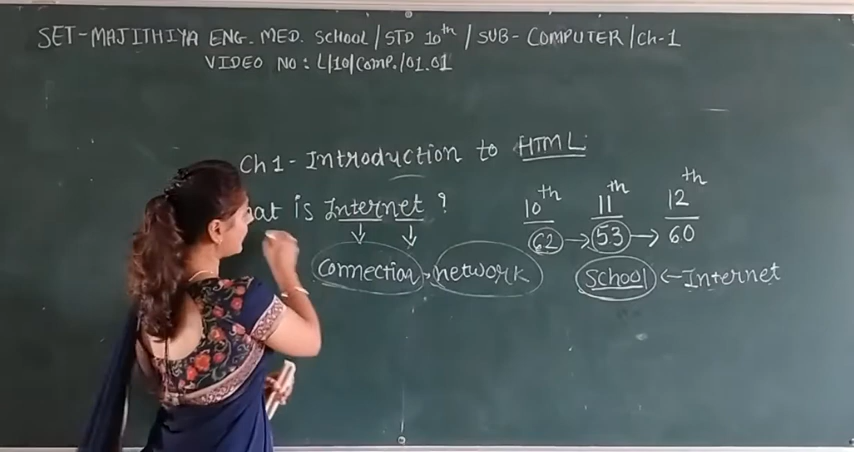 SET-MAJITHIYA ENG. MED. SCHOOL / STD 10th / SUB- COMPUTER / Ch-1
VIDEO NO: L/10/COMP./01.01
Ch 1 - Introduction to HTML
is Internet ?
10th 11th 12th
62 → 53 → 60
connection → network
School ← Internet